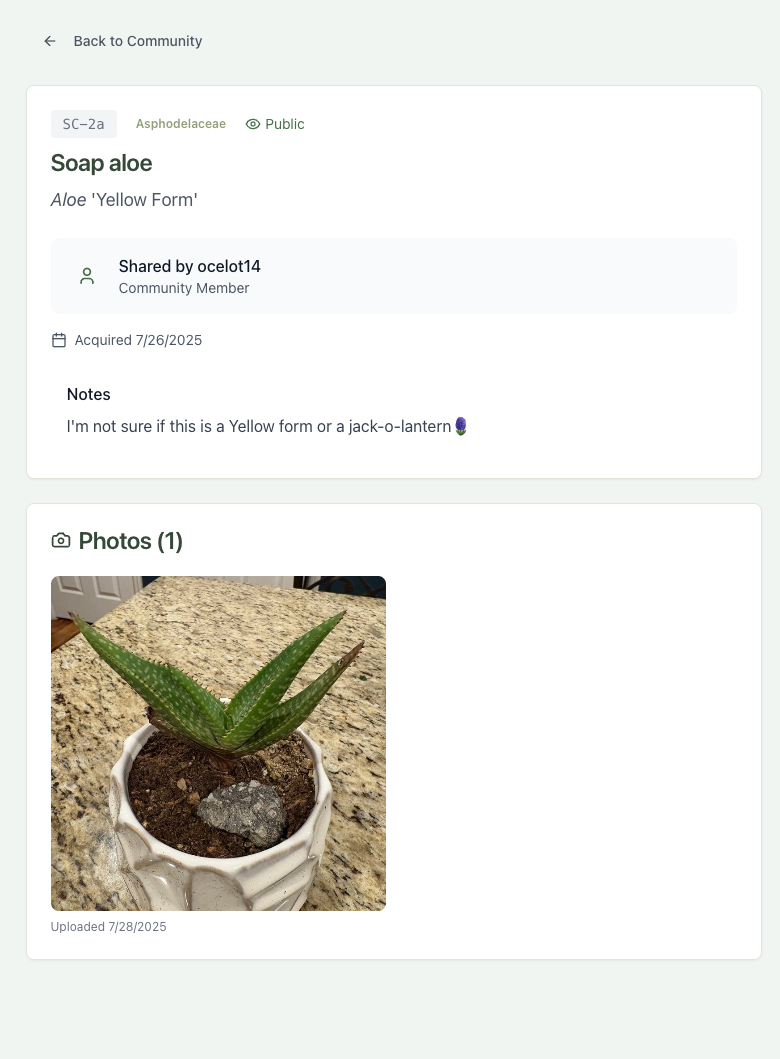 Back to Community
SC–2a Asphodelaceae Public
Soap aloe
Aloe 'Yellow Form'
Shared by ocelot14
Community Member
Acquired 7/26/2025
Notes
I'm not sure if this is a Yellow form or a jack-o-lantern🪻
Photos (1)
Uploaded 7/28/2025